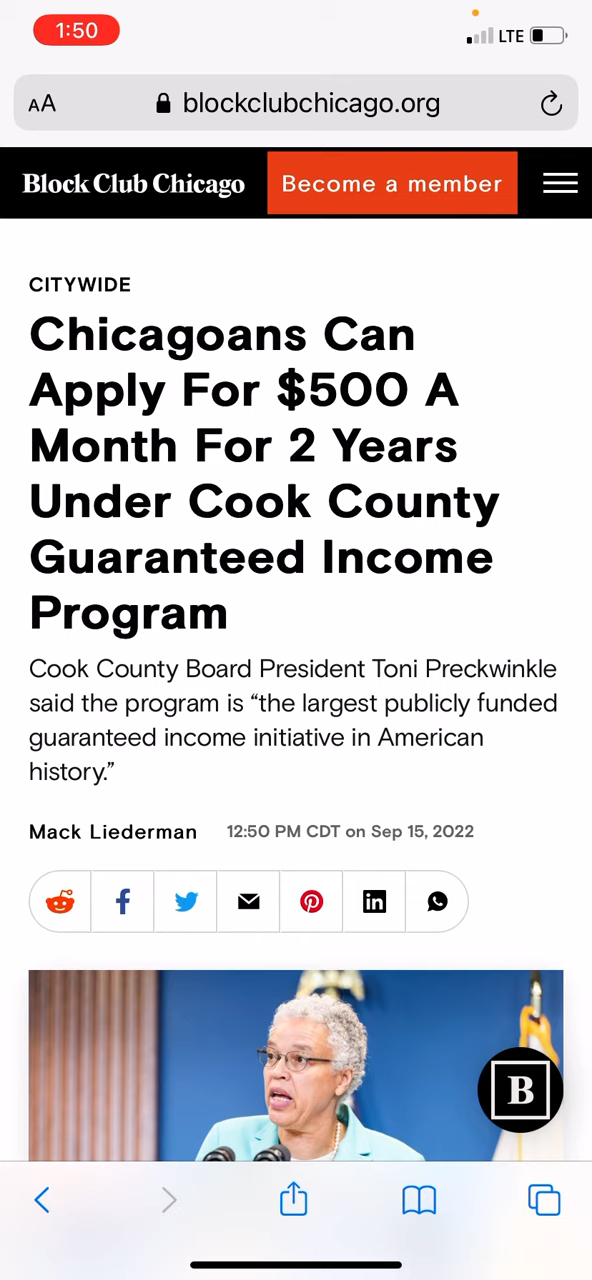 1:50
LTE
AA
blockclubchicago.org
Block Club Chicago
Become a member
CITYWIDE
Chicagoans Can
Apply For $500 A
Month For 2 Years
Under Cook County
Guaranteed Income
Program
Cook County Board President Toni Preckwinkle
said the program is “the largest publicly funded
guaranteed income initiative in American
history.”
Mack Liederman 12:50 PM CDT on Sep 15, 2022
B